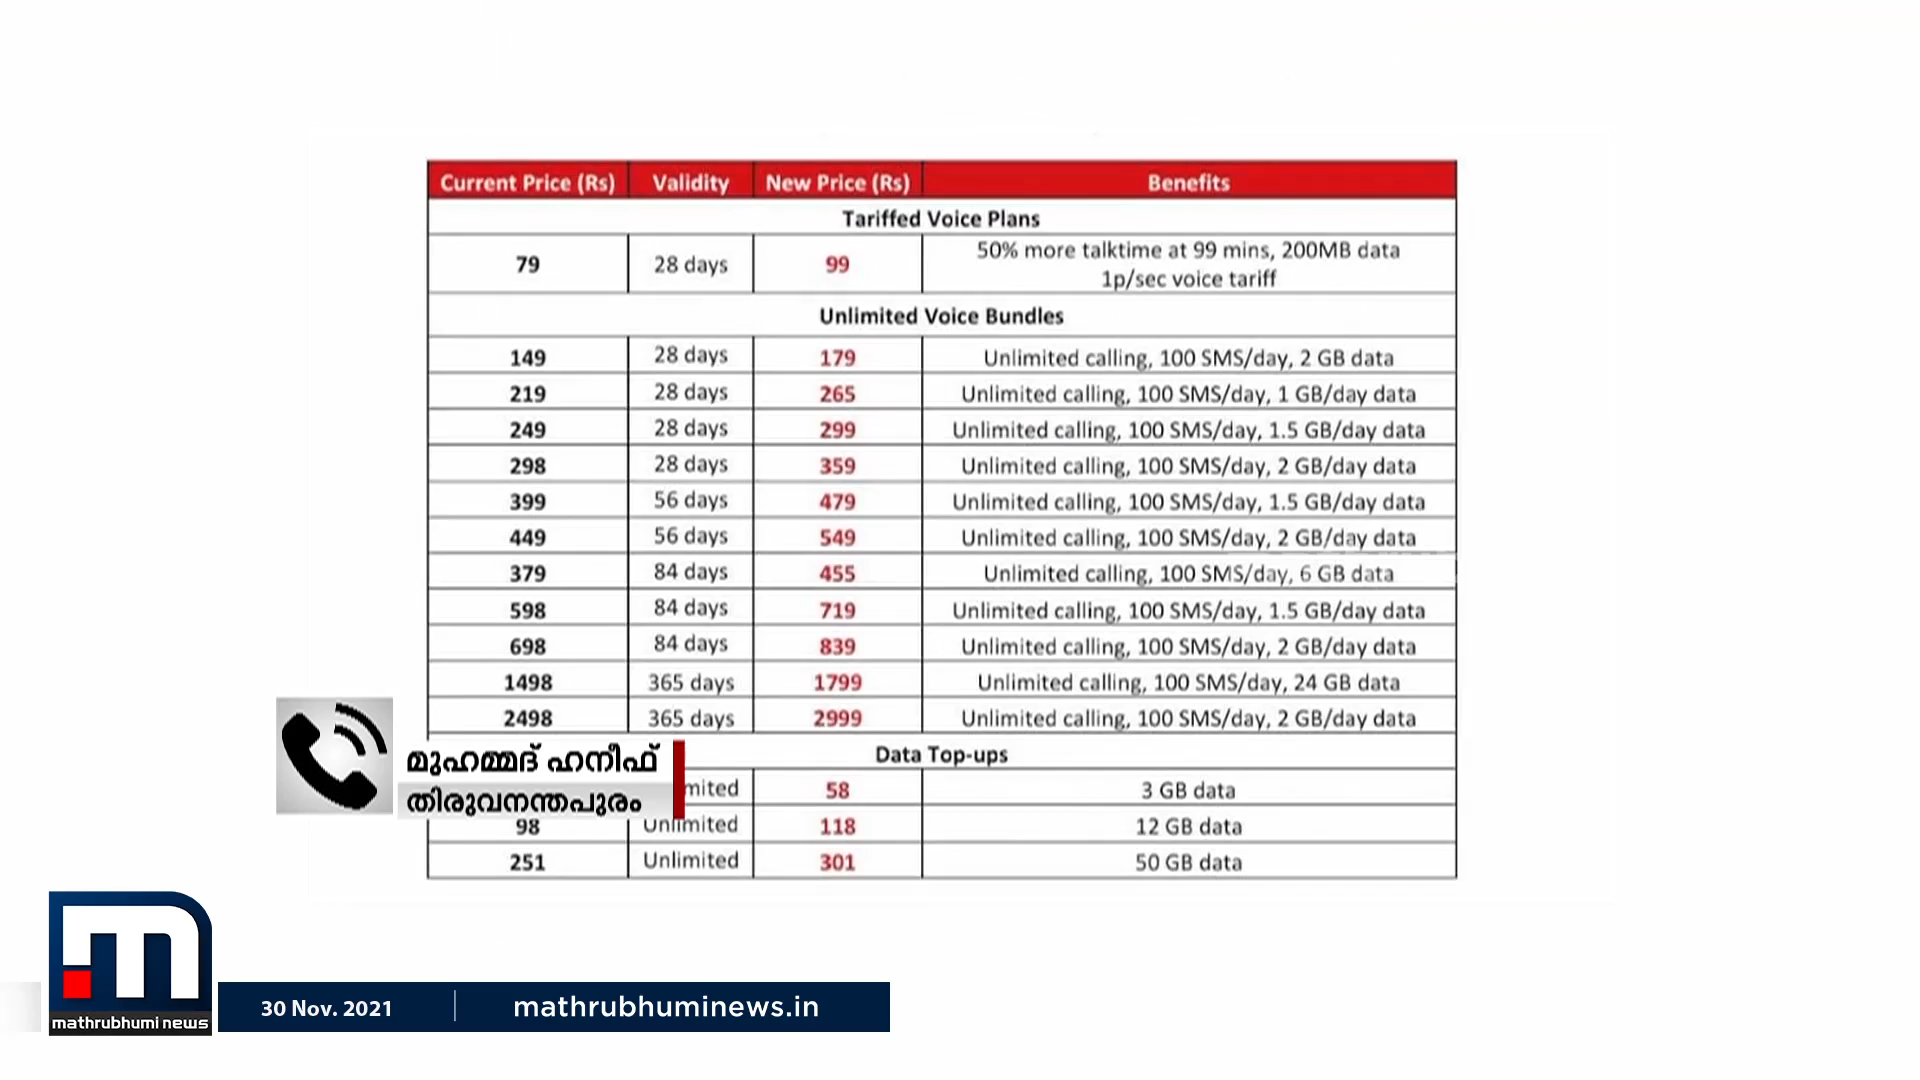 Current Price (Rs) Validity New Price (Rs) Benefits
Tariffed Voice Plans
79 28 days 99 50% more talktime at 99 mins, 200MB data
1p/sec voice tariff
Unlimited Voice Bundles
149 28 days 179 Unlimited calling, 100 SMS/day, 2 GB data
219 28 days 265 Unlimited calling, 100 SMS/day, 1 GB/day data
249 28 days 299 Unlimited calling, 100 SMS/day, 1.5 GB/day data
298 28 days 359 Unlimited calling, 100 SMS/day, 2 GB/day data
399 56 days 479 Unlimited calling, 100 SMS/day, 1.5 GB/day data
449 56 days 549 Unlimited calling, 100 SMS/day, 2 GB/day data
379 84 days 455 Unlimited calling, 100 SMS/day, 6 GB data
598 84 days 719 Unlimited calling, 100 SMS/day, 1.5 GB/day data
698 84 days 839 Unlimited calling, 100 SMS/day, 2 GB/day data
1498 365 days 1799 Unlimited calling, 100 SMS/day, 24 GB data
2498 365 days 2999 Unlimited calling, 100 SMS/day, 2 GB/day data
Data Top-ups
58 3 GB data
98 Unlimited 118 12 GB data
251 Unlimited 301 50 GB data
മുഹമ്മദ് ഹനീഫ്
തിരുവനന്തപുരം
mathrubhumi news
30 Nov. 2021 mathrubhuminews.in